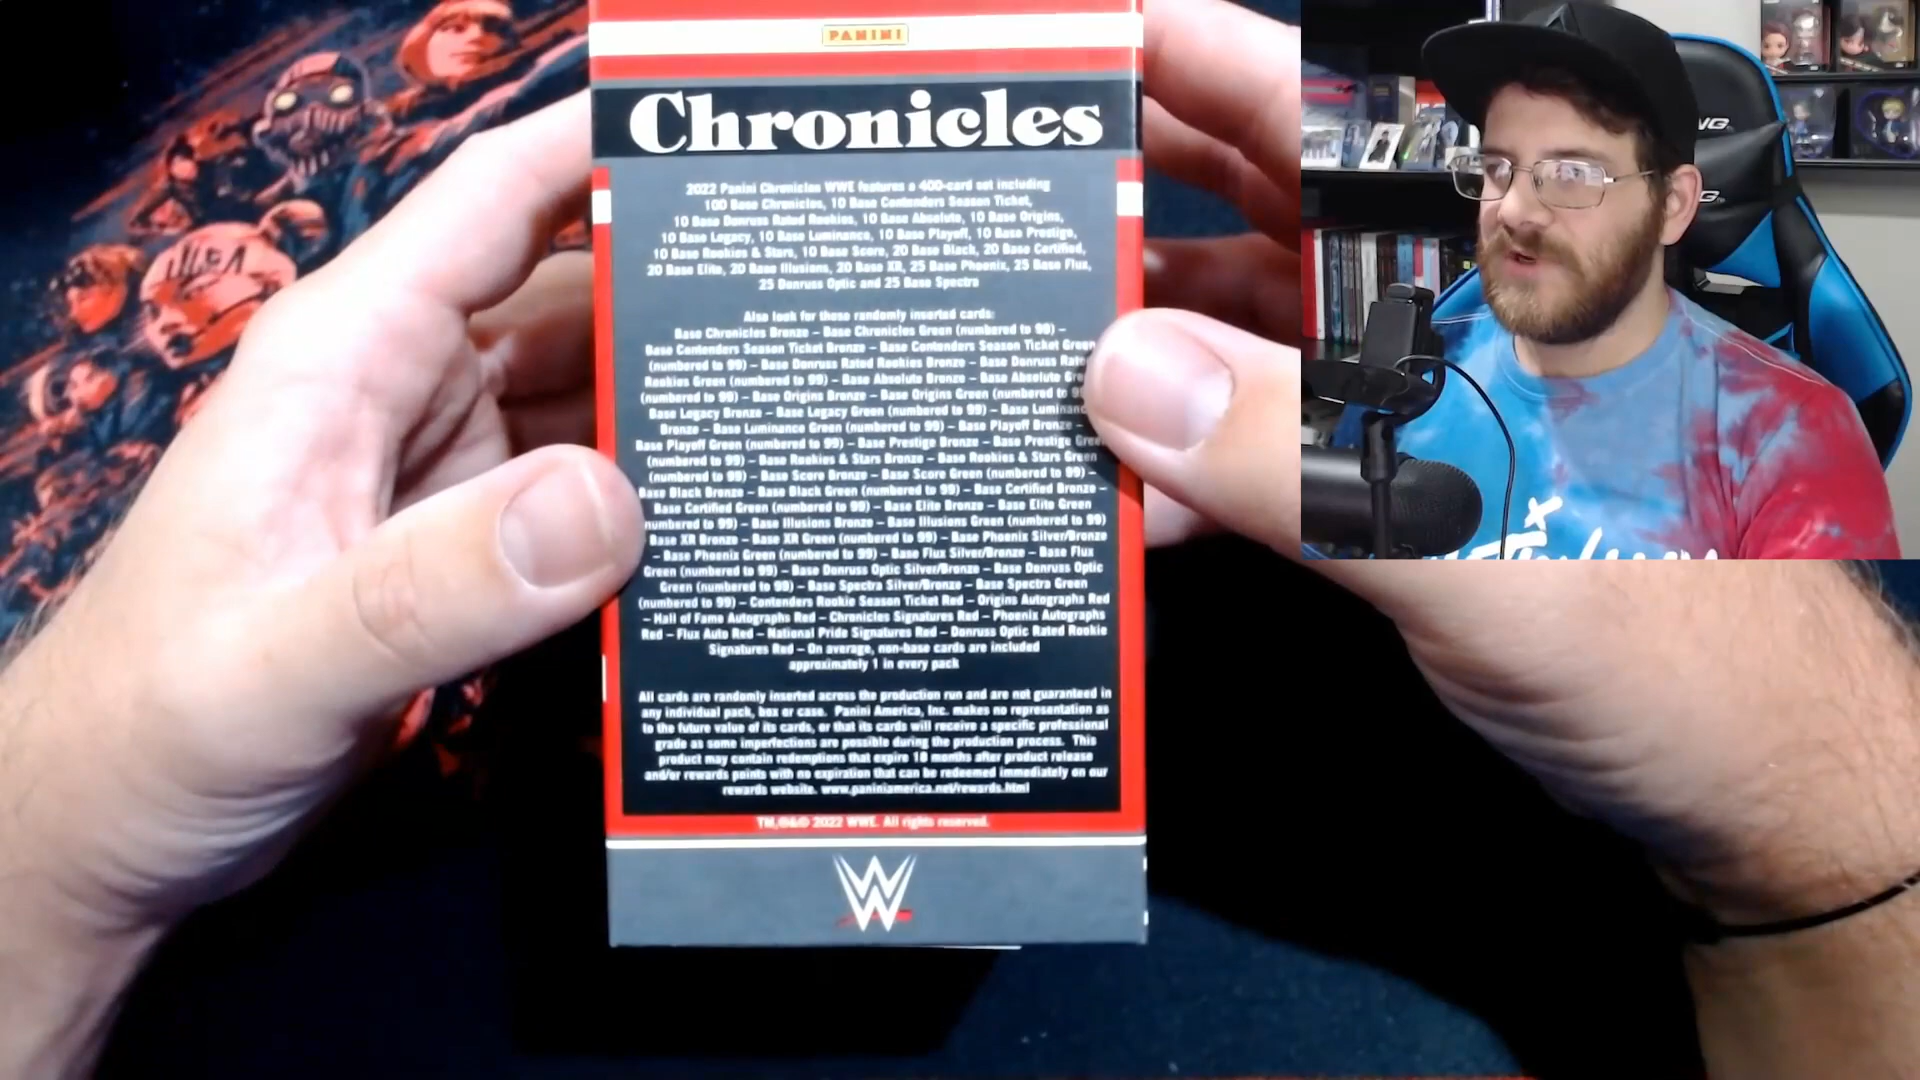 PANINI
Chronicles
2022 Panini Chronicles WWE features a 400-card set including
100 Base Chronicles, 10 Base Contenders Season Ticket,
10 Base Donruss Rated Rookies, 10 Base Absolute, 10 Base Origins,
10 Base Legacy, 10 Base Luminance, 10 Base Playoff, 10 Base Prestige,
10 Base Rookies & Stars, 10 Base Score, 20 Base Black, 20 Base Certified,
20 Base Elite, 20 Base Illusions, 20 Base XR, 25 Base Phoenix, 25 Base Flux,
25 Donruss Optic and 25 Base Spectra
Also look for these randomly inserted cards:
Base Chronicles Bronze – Base Chronicles Green (numbered to 99) –
Base Contenders Season Ticket Bronze – Base Contenders Season Ticket Green
(numbered to 99) – Base Donruss Rated Rookies Bronze – Base Donruss
Rookies Green (numbered to 99) – Base Absolute Bronze – Base Absolute
(numbered to 99) – Base Origins Bronze – Base Origins Green (numbered to
Base Legacy Bronze – Base Legacy Green (numbered to 99) – Base
Bronze – Base Luminance Green (numbered to 99) – Base Playoff Bronze –
Base Playoff Green (numbered to 99) – Base Prestige Bronze – Base Prestige
(numbered to 99) – Base Rookies & Stars Bronze – Base Rookies & Stars Green
(numbered to 99) – Base Score Bronze – Base Score Green (numbered to 99) –
Base Black Bronze – Base Black Green (numbered to 99) – Base Certified Bronze –
Base Certified Green (numbered to 99) – Base Elite Bronze – Base Elite Green
(numbered to 99) – Base Illusions Bronze – Base Illusions Green (numbered to 99)
Base XR Bronze – Base XR Green (numbered to 99) – Base Phoenix Silver/Bronze
– Base Phoenix Green (numbered to 99) – Base Flux Silver/Bronze – Base Flux
Green (numbered to 99) – Base Donruss Optic Silver/Bronze – Base Donruss Optic
Green (numbered to 99) – Base Spectra Silver/Bronze – Base Spectra Green
(numbered to 99) – Contenders Rookie Season Ticket Red – Origins Autographs Red
– Hall of Fame Autographs Red – Chronicles Signatures Red – Phoenix Autographs
Red – Flux Auto Red – National Pride Signatures Red – Donruss Optic Rated Rookie
Signatures Red – On average, non-base cards are included
approximately 1 in every pack
All cards are randomly inserted across the production run and are not guaranteed in
any individual pack, box or case. Panini America, Inc. makes no representation as
to the future value of its cards, or that its cards will receive a specific professional
grade as some imperfections are possible during the production process. This
product may contain redemptions that expire 18 months after product release
and/or rewards points with no expiration that can be redeemed immediately on our
rewards website. www.paniniamerica.net/rewards.html
TM,®&© 2022 WWE. All rights reserved.
W